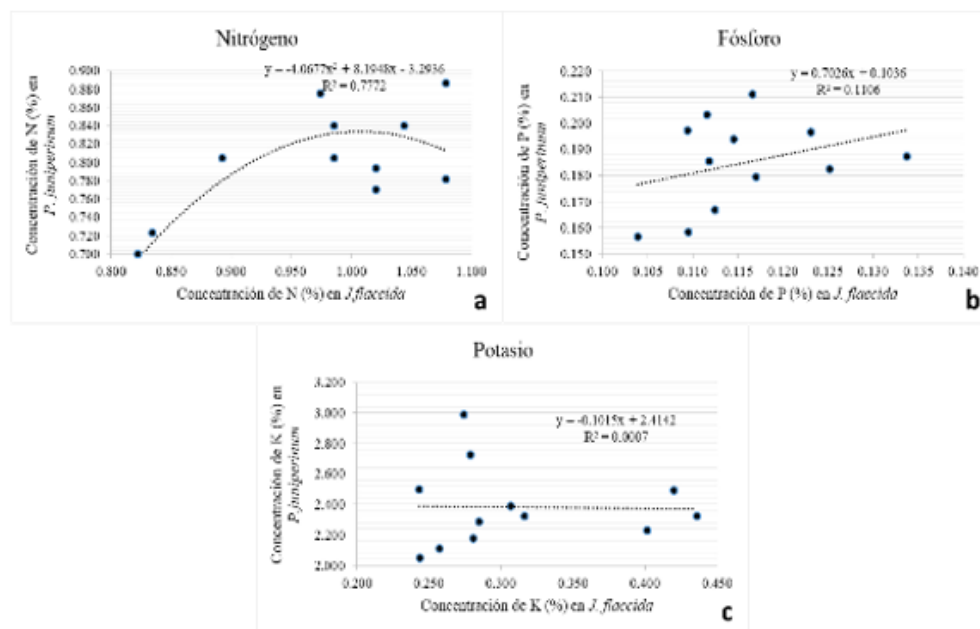 Nitrógeno
y = -4.0677x² + 8.1948x - 3.2936
R² = 0.7772
Concentración de N (%) en
P. juniperinum
0.900
0.880
0.860
0.840
0.820
0.800
0.780
0.760
0.740
0.720
0.700
0.800
0.850
0.900
0.950
1.000
1.050
1.100
Concentración de N (%) en J.flaccida
a
Fósforo
y = 0.7026x + 0.1036
R² = 0.1106
Concentración de P (%) en
P. juniperinum
0.220
0.210
0.200
0.190
0.180
0.170
0.160
0.150
0.100
0.105
0.110
0.115
0.120
0.125
0.130
0.135
0.140
Concentración de P (%) en J. flaccida
b
Potasio
y = -0.1015x + 2.4142
R² = 0.0007
Concentración de K (%) en
P. juniperinum
3.200
3.000
2.800
2.600
2.400
2.200
2.000
0.200
0.250
0.300
0.350
0.400
0.450
Concentración de K (%) en J. flaccida
c